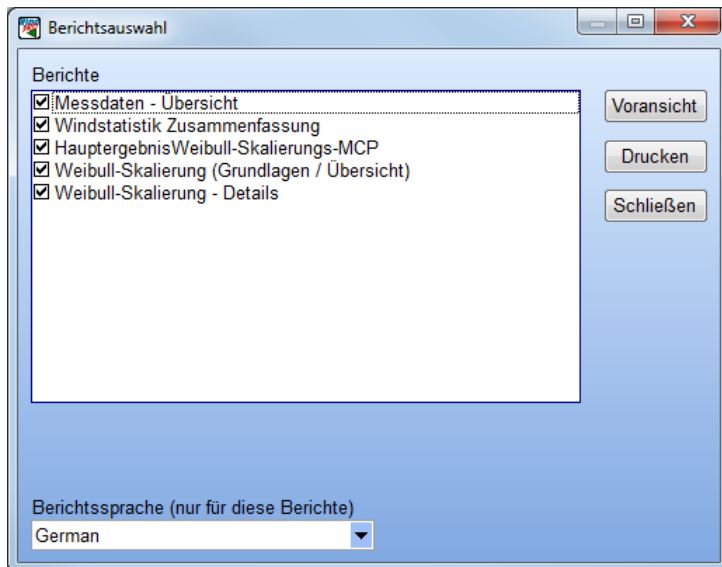 Berichtsauswahl
Berichte
Messdaten - Übersicht
Windstatistik Zusammenfassung
HauptergebnisWeibull-Skalierungs-MCP
Weibull-Skalierung (Grundlagen / Übersicht)
Weibull-Skalierung - Details
Voransicht
Drucken
Schließen
Berichtssprache (nur für diese Berichte)
German